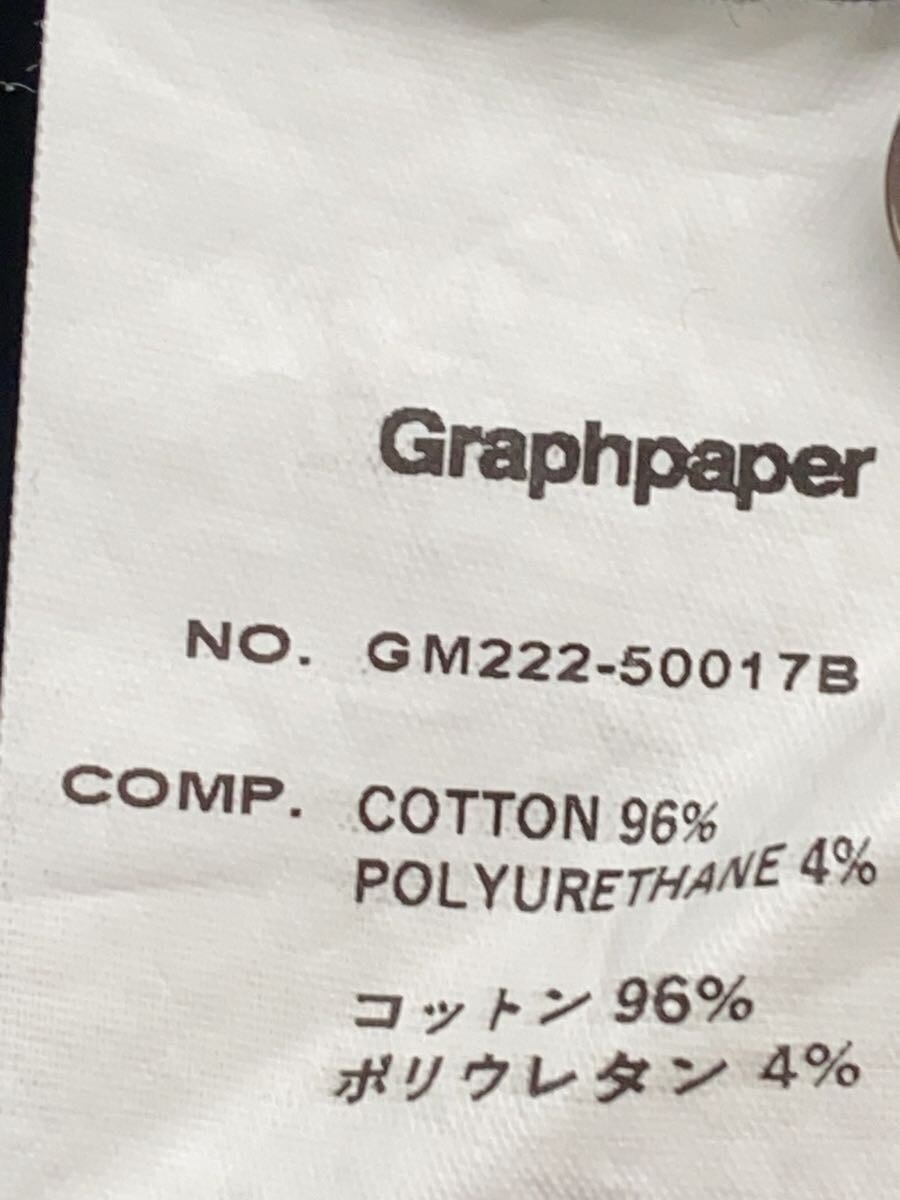 Graphpaper
NO. GM222-50017B
COMP. COTTON 96%
POLYURETHANE 4%
コットン 96%
ポリウレタン 4%